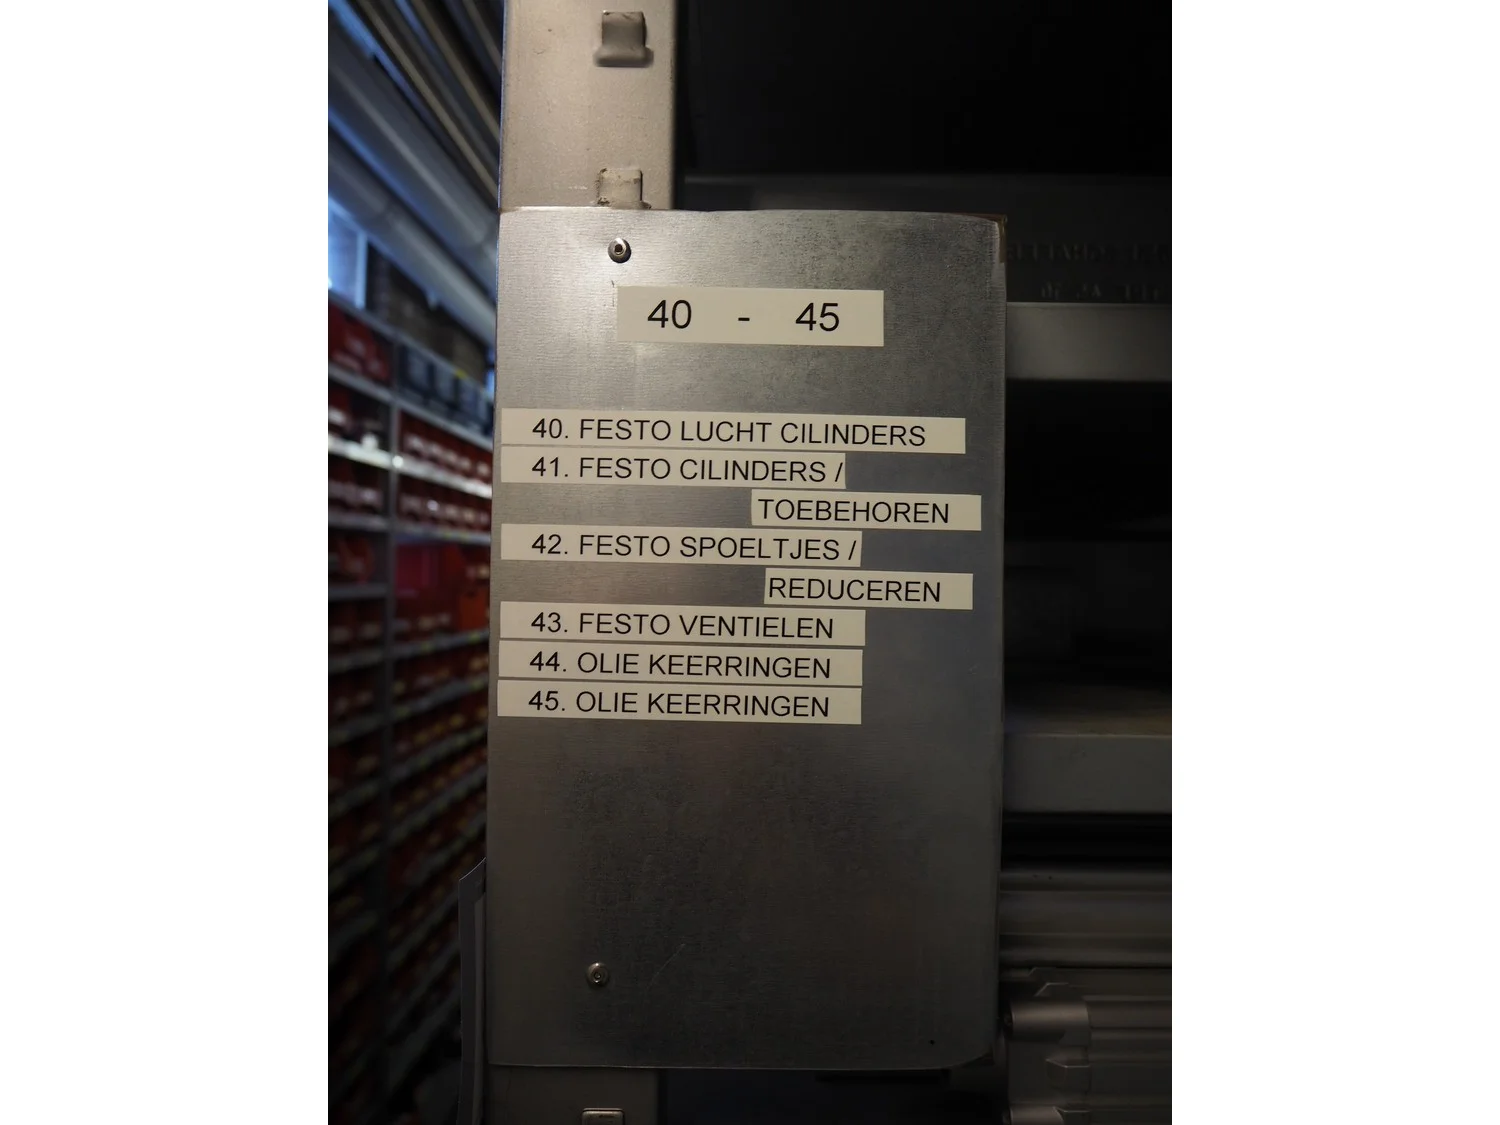 40 - 45
40. FESTO LUCHT CILINDERS
41. FESTO CILINDERS /
TOEBEHOREN
42. FESTO SPOELTJES /
REDUCEREN
43. FESTO VENTIELEN
44. OLIE KEERRINGEN
45. OLIE KEERRINGEN